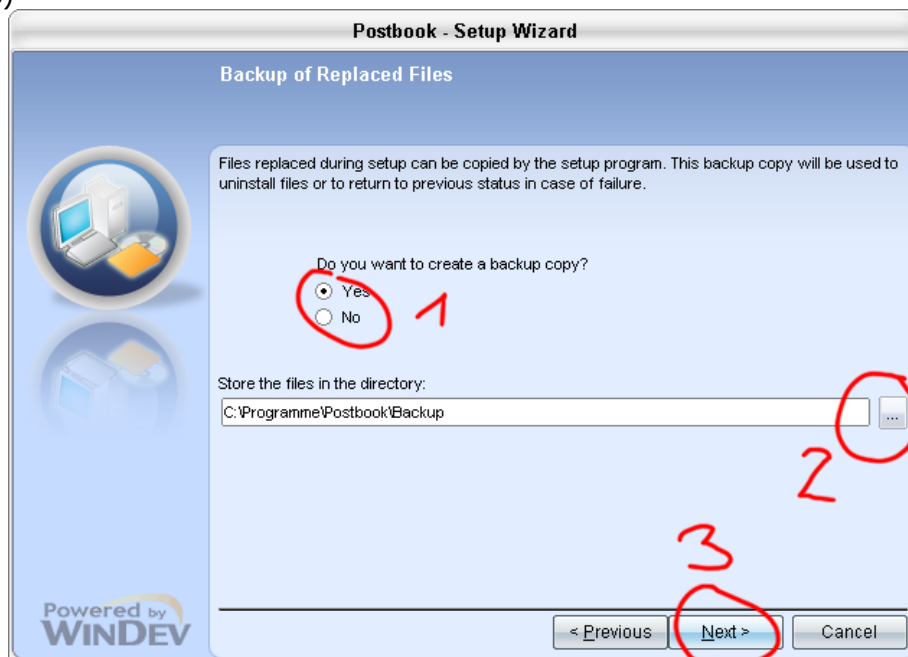 Postbook - Setup Wizard
Backup of Replaced Files
Files replaced during setup can be copied by the setup program. This backup copy will be used to
uninstall files or to return to previous status in case of failure.
Do you want to create a backup copy?
Yes
No
1
Store the files in the directory:
C:\Programme\Postbook\Backup
...
2
3
Powered by
WINDEV
< Previous
Next >
Cancel